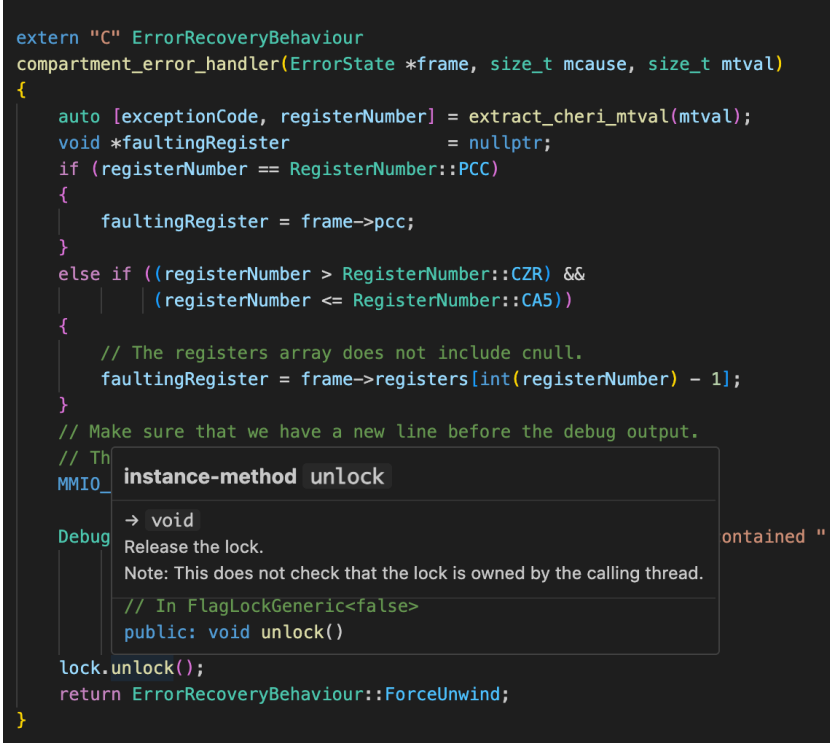 extern "C" ErrorRecoveryBehaviour
compartment_error_handler(ErrorState *frame, size_t mcause, size_t mtval)
{
    auto [exceptionCode, registerNumber] = extract_cheri_mtval(mtval);
    void *faultingRegister               = nullptr;
    if (registerNumber == RegisterNumber::PCC)
    {
        faultingRegister = frame->pcc;
    }
    else if ((registerNumber > RegisterNumber::CZR) &&
             (registerNumber <= RegisterNumber::CA5))
    {
        // The registers array does not include cnull.
        faultingRegister = frame->registers[int(registerNumber) - 1];
    }
    // Make sure that we have a new line before the debug output.
    // Th
instance-method unlock
    MMIO_
→ void
    Debug ontained "
Release the lock.
Note: This does not check that the lock is owned by the calling thread.
// In FlagLockGeneric<false>
public: void unlock()
    lock.unlock();
    return ErrorRecoveryBehaviour::ForceUnwind;
}